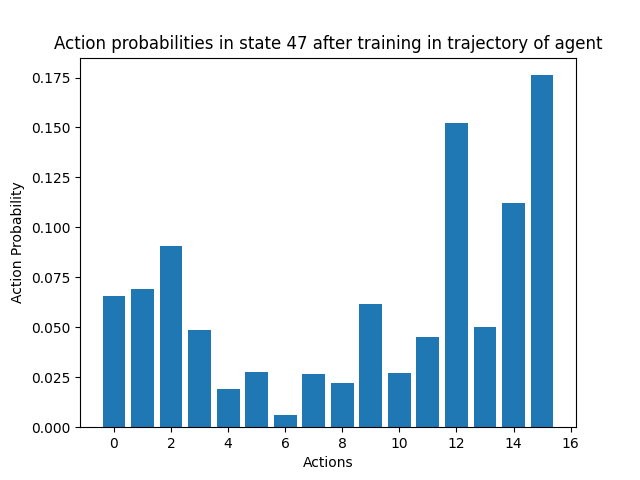 Action probabilities in state 47 after training in trajectory of agent
Action Probability
0.175
0.150
0.125
0.100
0.075
0.050
0.025
0.000
0 2 4 6 8 10 12 14 16
Actions